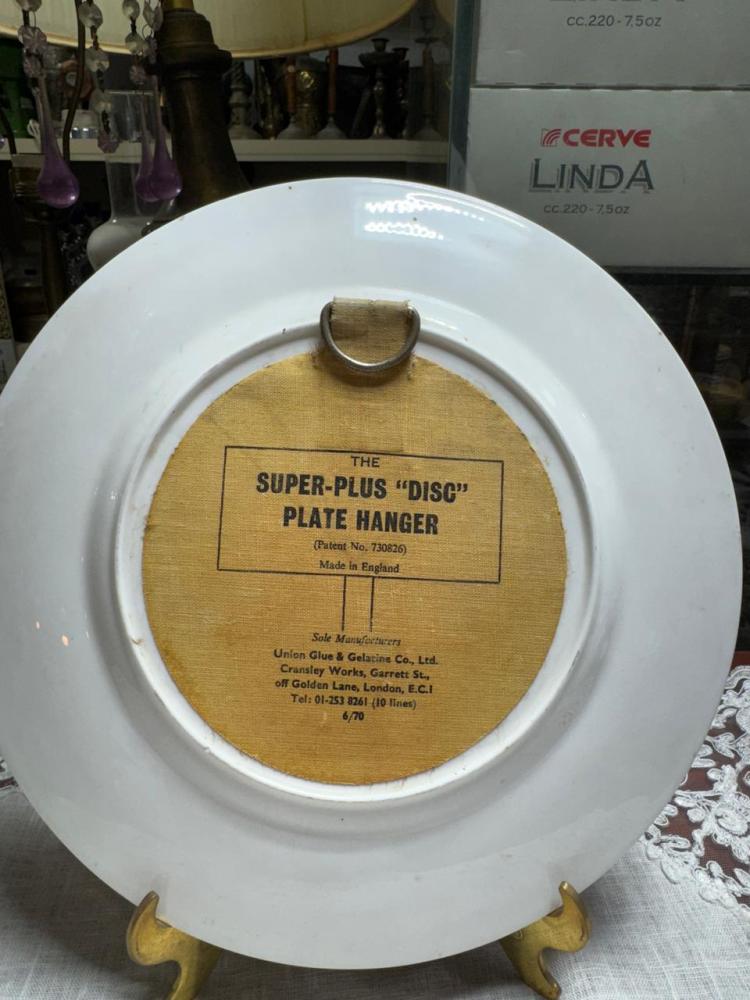 cc.220-7,5oz
CERVE
LINDA
cc.220-7,5oz
THE
SUPER-PLUS “DISC”
PLATE HANGER
(Patent No. 730826)
Made in England
Sole Manufacturers
Union Glue & Gelatine Co., Ltd.
Cransley Works, Garrett St.,
off Golden Lane, London, E.C.1
Tel: 01-253 8261 (10 lines)
6/70